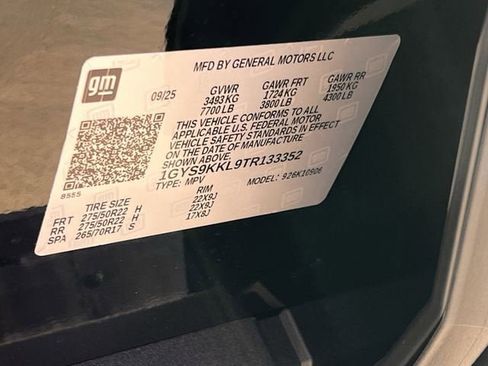 gm
MFD BY GENERAL MOTORS LLC
09/25 GVWR GAWR FRT GAWR RR
3493 KG 1724 KG 1950 KG
7700 LB 3800 LB 4300 LB
THIS VEHICLE CONFORMS TO ALL
APPLICABLE U.S. FEDERAL MOTOR
VEHICLE SAFETY STANDARDS IN EFFECT
ON THE DATE OF MANUFACTURE
SHOWN ABOVE.
1GYS9KKL9TR133352
TYPE: MPV MODEL: 926K10906
8555
TIRE SIZE RIM
FRT 275/50R22 H 22X9J
RR 275/50R22 H 22X9J
SPA 265/70R17 S 17X8J